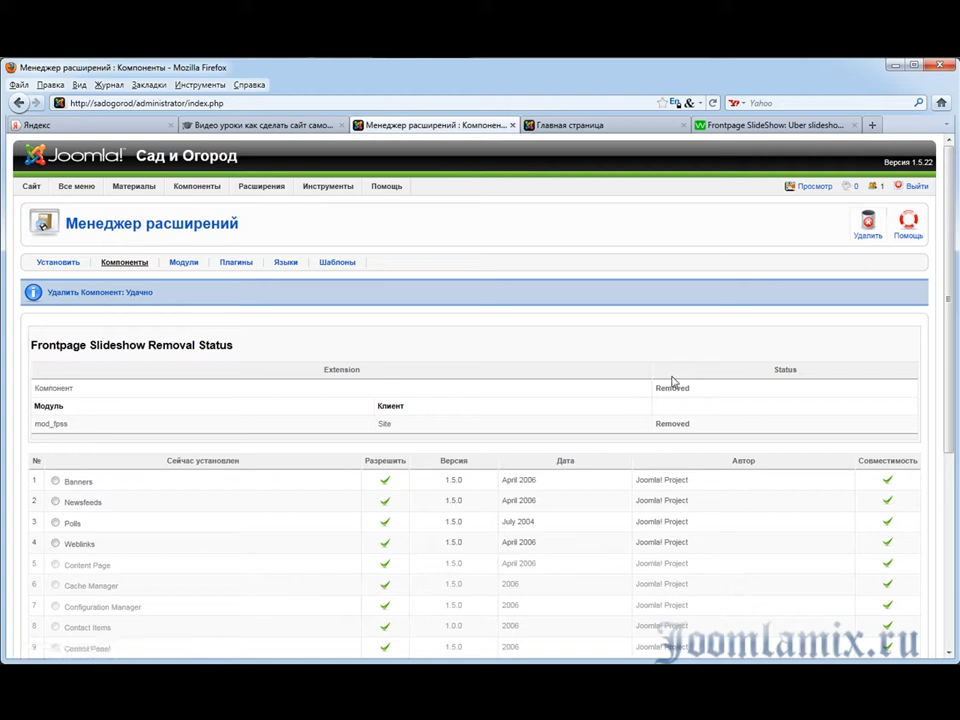 Менеджер расширений : Компоненты - Mozilla Firefox
Файл Правка Вид Журнал Закладки Инструменты Справка
http://sadogorod/administrator/index.php
Yahoo
Яндекс
Видео уроки как сделать сайт само...
Менеджер расширений : Компонен...
Главная страница
Frontpage SlideShow: Uber slidesho...
Joomla! Сад и Огород
Версия 1.5.22
Сайт Все меню Материалы Компоненты Расширения Инструменты Помощь
Просмотр 0 1 Выйти
Менеджер расширений
Удалить Помощь
Установить Компоненты Модули Плагины Языки Шаблоны
Удалить Компонент: Удачно
Frontpage Slideshow Removal Status
Extension Status
Компонент Removed
Модуль Клиент
mod_fpss Site Removed
№ Сейчас установлен Разрешить Версия Дата Автор Совместимость
1 Banners 1.5.0 April 2006 Joomla! Project
2 Newsfeeds 1.5.0 April 2006 Joomla! Project
3 Polls 1.5.0 July 2004 Joomla! Project
4 Weblinks 1.5.0 April 2006 Joomla! Project
5 Content Page 1.5.0 April 2006 Joomla! Project
6 Cache Manager 1.5.0 2006 Joomla! Project
7 Configuration Manager 1.5.0 2006 Joomla! Project
8 Contact Items 1.0.0 2006 Joomla! Project
9 Control Panel 1.5.0 2006 Joomla! Project
Joomlamix.ru